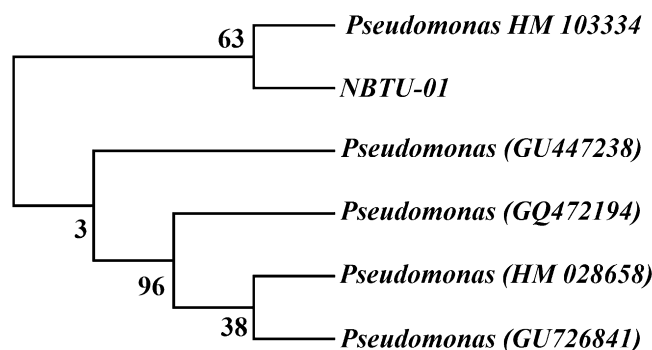 Pseudomonas HM 103334
63
NBTU-01
Pseudomonas (GU447238)
3
Pseudomonas (GQ472194)
96
Pseudomonas (HM 028658)
38
Pseudomonas (GU726841)